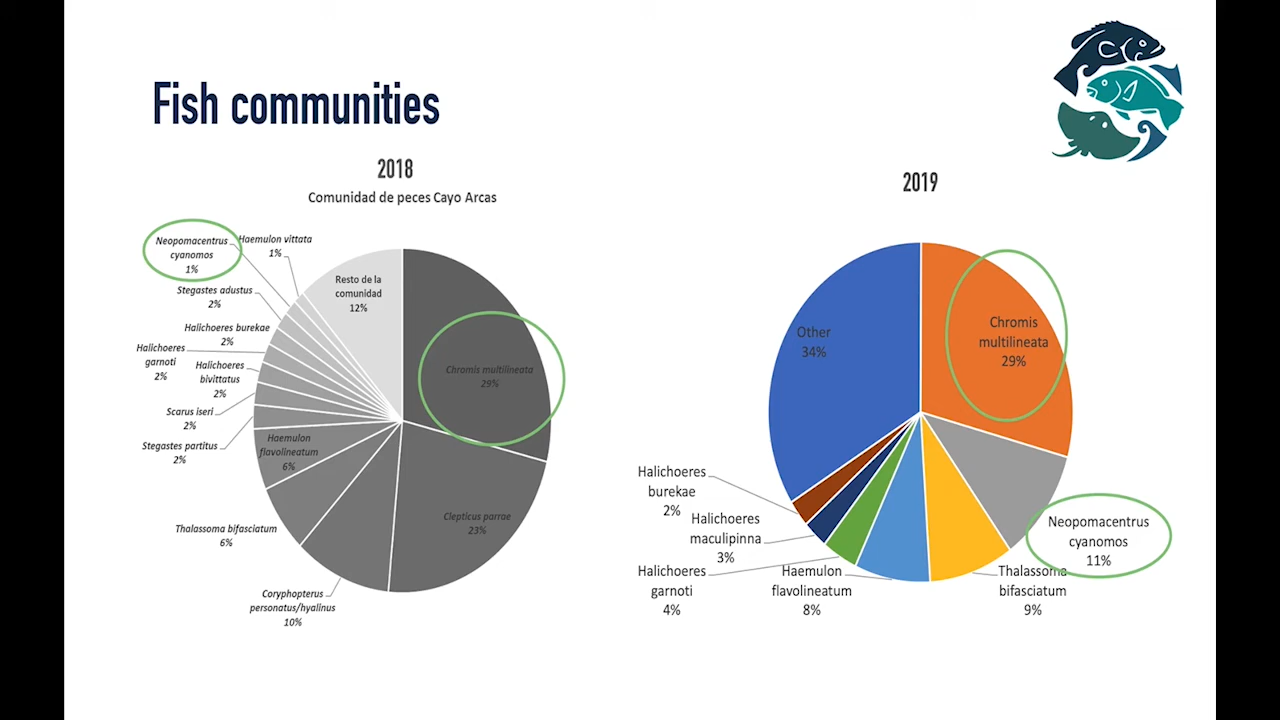 Fish communities
2018
Comunidad de peces Cayo Arcas
Neopomacentrus
cyanomos
1%
Haemulon vittata
1%
Stegastes adustus
2%
Halichoeres burekae
2%
Halichoeres
garnoti
2%
Halichoeres
bivittatus
2%
Scarus iseri
2%
Stegastes partitus
2%
Haemulon
flavolineatum
6%
Thalassoma bifasciatum
6%
Coryphopterus
personatus/hyalinus
10%
Resto de la
comunidad
12%
Chromis multilineata
29%
Clepticus parrae
23%
2019
Other
34%
Chromis
multilineata
29%
Neopomacentrus
cyanomos
11%
Thalassoma
bifasciatum
9%
Haemulon
flavolineatum
8%
Halichoeres
garnoti
4%
Halichoeres
maculipinna
3%
Halichoeres
burekae
2%